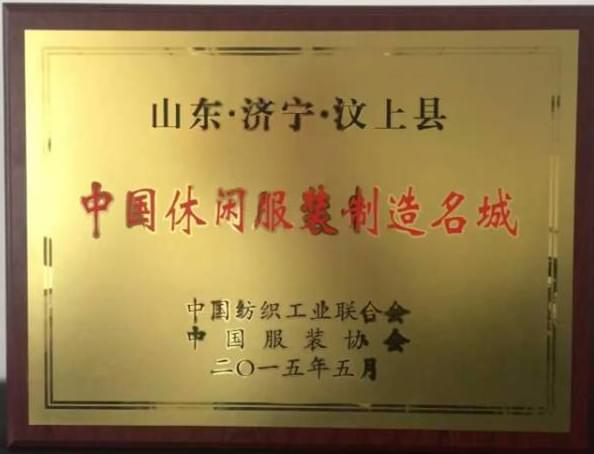 山东·济宁·汶上县
中国休闲服装制造名城
中国纺织工业联合会
中国服装协会
二〇一五年五月